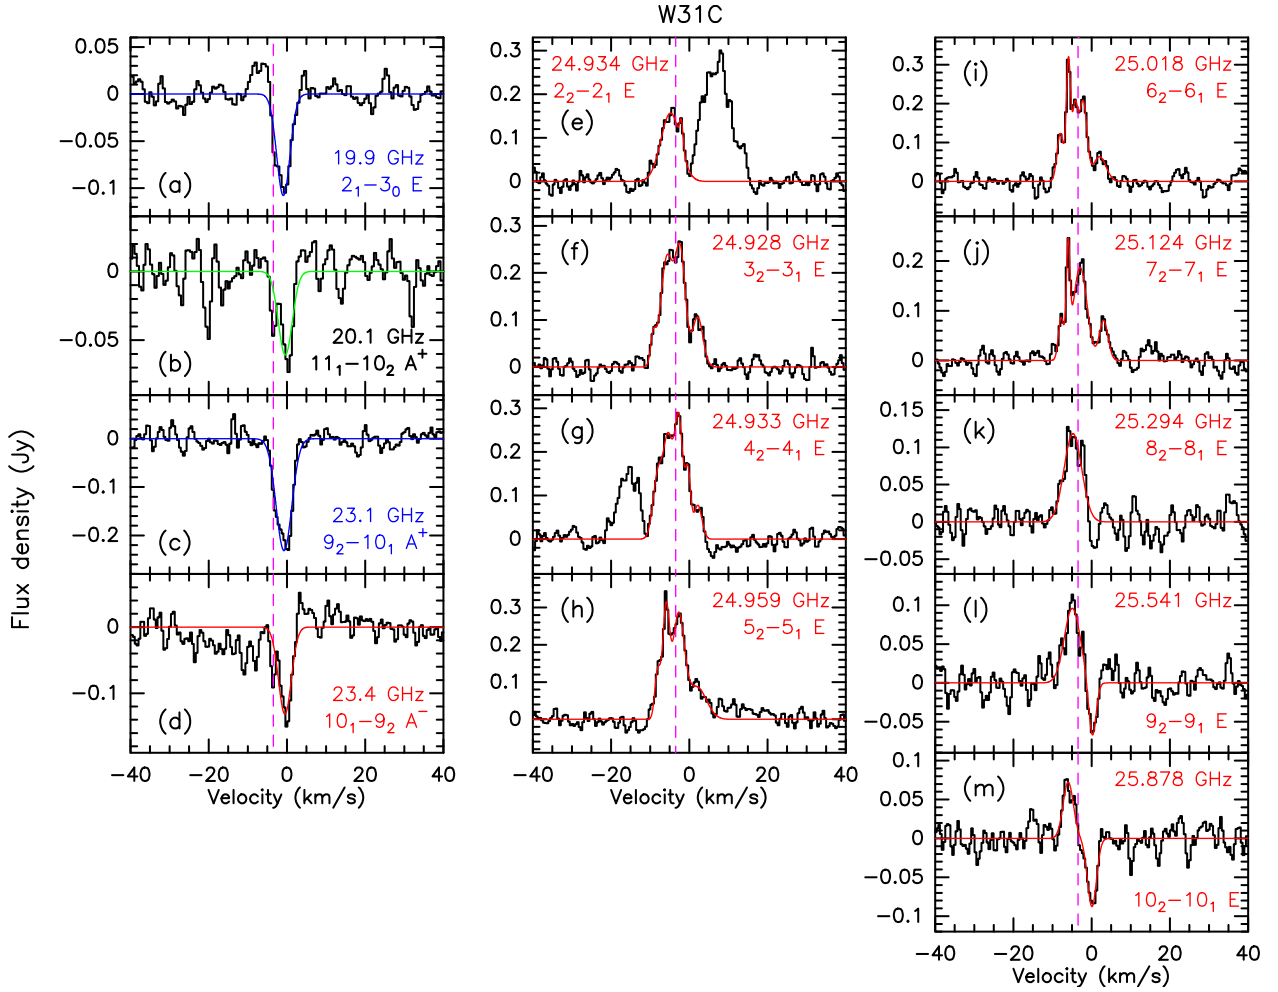 W31C
Flux density (Jy)
0.05
0
−0.05
−0.1
(a)
19.9 GHz
2₁−3₀ E
0
−0.05
(b)
20.1 GHz
11₁−10₂ A⁺
0
−0.1
−0.2
(c)
23.1 GHz
9₂−10₁ A⁺
0
−0.1
(d)
23.4 GHz
10₁−9₂ A⁻
−40 −20 0 20 40
Velocity (km/s)
0.3
0.2
0.1
0
24.934 GHz
2₂−2₁ E
(e)
0.3
0.2
0.1
0
(f)
24.928 GHz
3₂−3₁ E
0.3
0.2
0.1
0
(g)
24.933 GHz
4₂−4₁ E
0.3
0.2
0.1
0
(h)
24.959 GHz
5₂−5₁ E
−40 −20 0 20 40
Velocity (km/s)
0.3
0.2
0.1
0
(i)
25.018 GHz
6₂−6₁ E
0.2
0.1
0
(j)
25.124 GHz
7₂−7₁ E
0.15
0.1
0.05
0
−0.05
(k)
25.294 GHz
8₂−8₁ E
0.1
0.05
0
−0.05
(l)
25.541 GHz
9₂−9₁ E
0.1
0.05
0
−0.05
−0.1
(m)
25.878 GHz
10₂−10₁ E
−40 −20 0 20 40
Velocity (km/s)